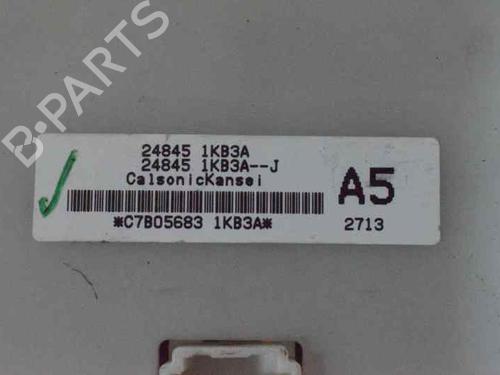 B-PARTS
24845 1KB3A
24845 1KB3A--J
CalsonicKansei
*C7B05683 1KB3A*
A5
2713